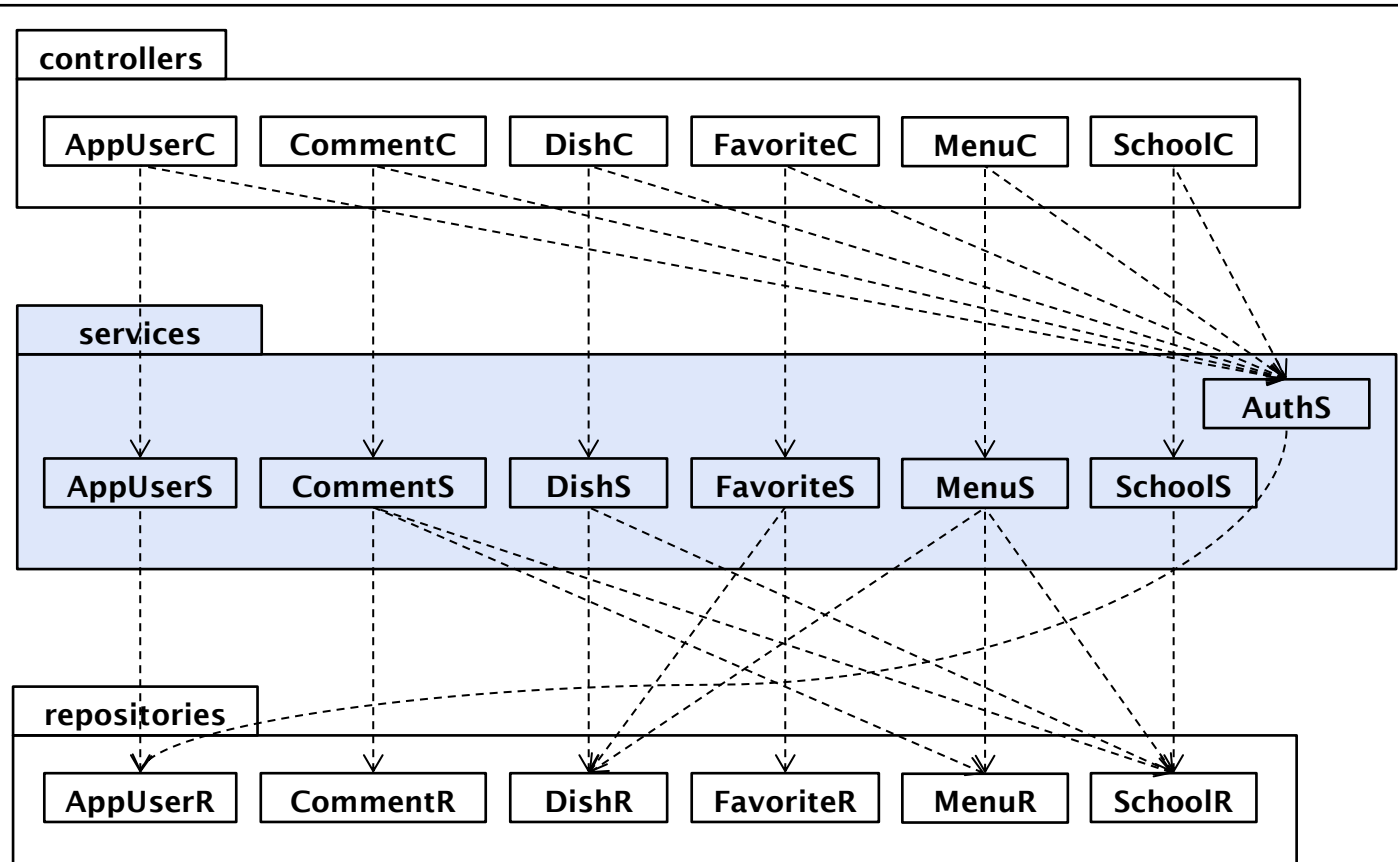 controllers
AppUserC CommentC DishC FavoriteC MenuC SchoolC
services
AuthS
AppUserS CommentS DishS FavoriteS MenuS SchoolS
repositories
AppUserR CommentR DishR FavoriteR MenuR SchoolR